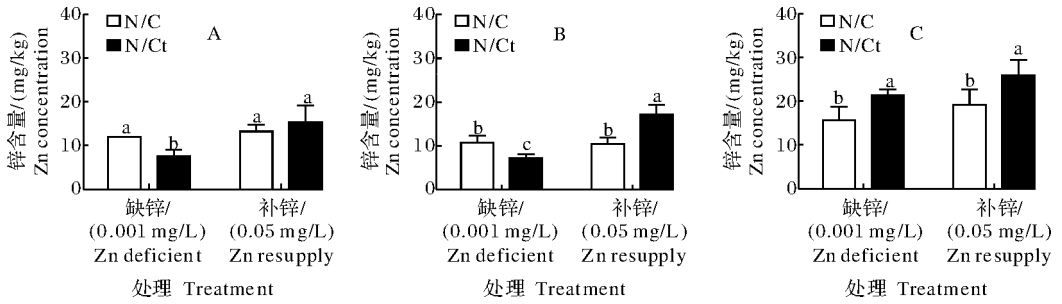 40
30
20
10
0
锌含量/(mg/kg)
Zn concentration
N/C
N/Ct
A
a
b
a
a
缺锌/
(0.001 mg/L)
Zn deficient
补锌/
(0.05 mg/L)
Zn resupply
处理 Treatment
40
30
20
10
0
锌含量/(mg/kg)
Zn concentration
N/C
N/Ct
B
b
c
b
a
缺锌/
(0.001 mg/L)
Zn deficient
补锌/
(0.05 mg/L)
Zn resupply
处理 Treatment
40
30
20
10
0
锌含量/(mg/kg)
Zn concentration
N/C
N/Ct
C
b
a
b
a
缺锌/
(0.001 mg/L)
Zn deficient
补锌/
(0.05 mg/L)
Zn resupply
处理 Treatment